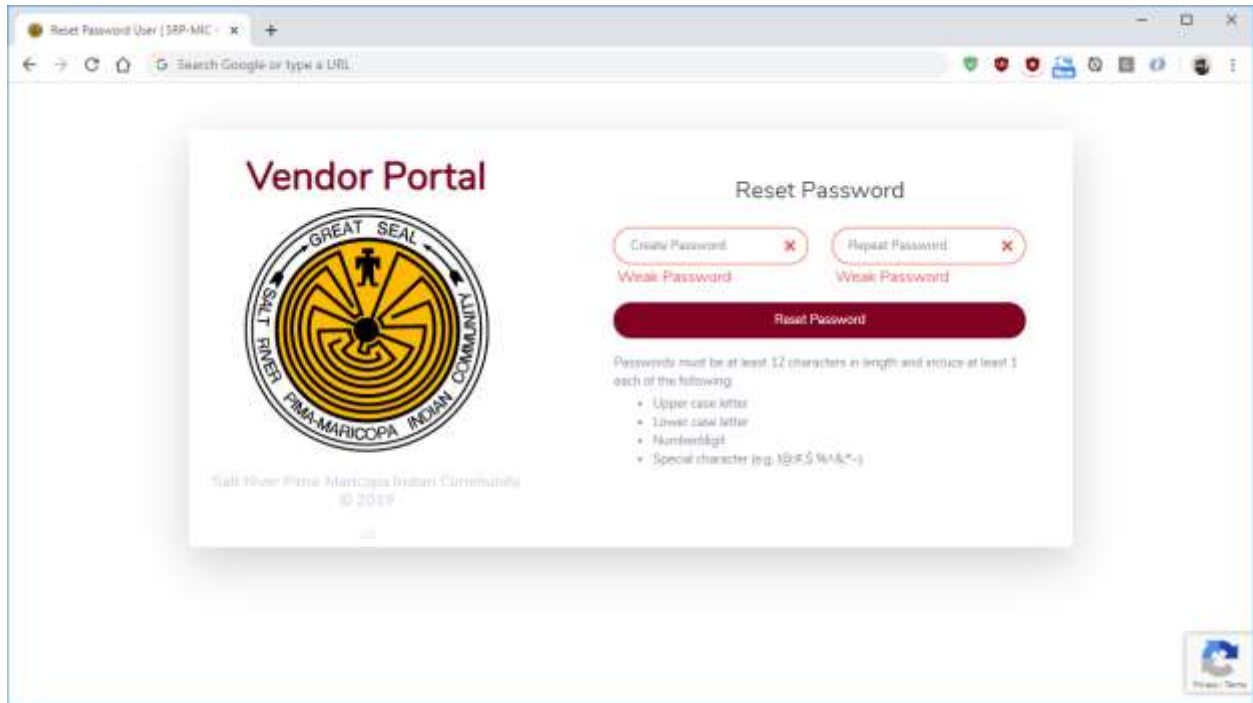 Reset Password User | SRP-MIC -
Search Google or type a URL
Vendor Portal
GREAT SEAL
SALT RIVER PIMA-MARICOPA INDIAN COMMUNITY
Salt River Pima-Maricopa Indian Community
© 2019
Reset Password
Create Password
Repeat Password
Weak Password
Weak Password
Reset Password
Passwords must be at least 12 characters in length and include at least 1
each of the following:
Upper case letter
Lower case letter
Number/digit
Special character (e.g.
Privacy - Terms